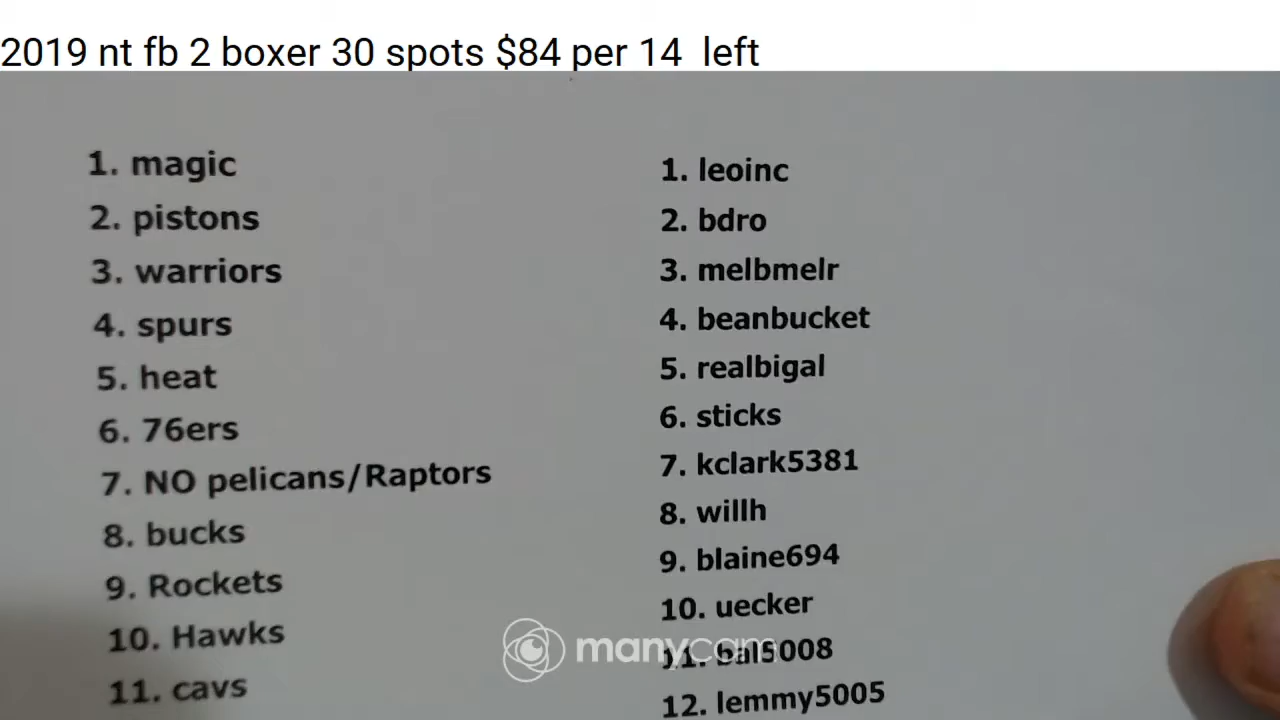 2019 nt fb 2 boxer 30 spots $84 per 14  left
1. magic
2. pistons
3. warriors
4. spurs
5. heat
6. 76ers
7. NO pelicans/Raptors
8. bucks
9. Rockets
10. Hawks
11. cavs
1. leoinc
2. bdro
3. melbmelr
4. beanbucket
5. realbigal
6. sticks
7. kclark5381
8. willh
9. blaine694
10. uecker
11. bal5008
12. lemmy5005
manycam